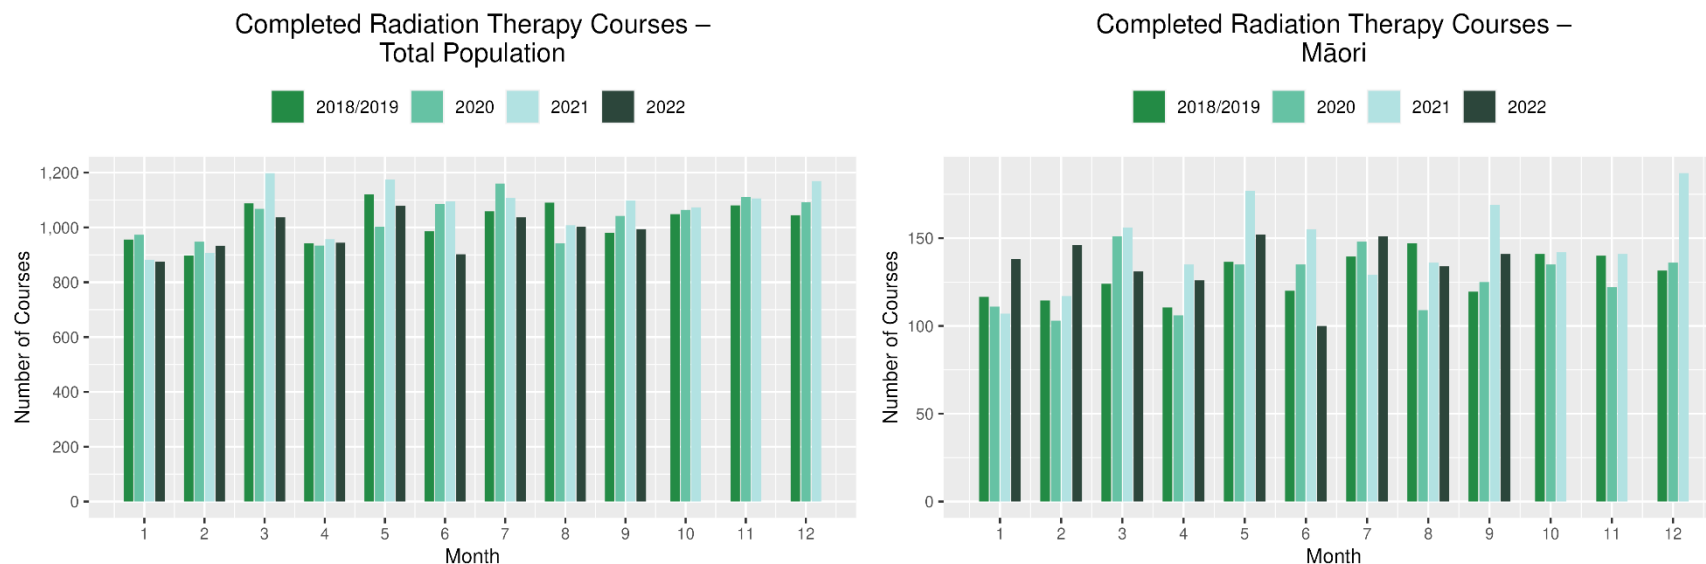 Completed Radiation Therapy Courses –
Total Population
2018/2019 2020 2021 2022
Number of Courses
1,200
1,000
800
600
400
200
0
1 2 3 4 5 6 7 8 9 10 11 12
Month
Completed Radiation Therapy Courses –
Māori
2018/2019 2020 2021 2022
Number of Courses
150
100
50
0
1 2 3 4 5 6 7 8 9 10 11 12
Month